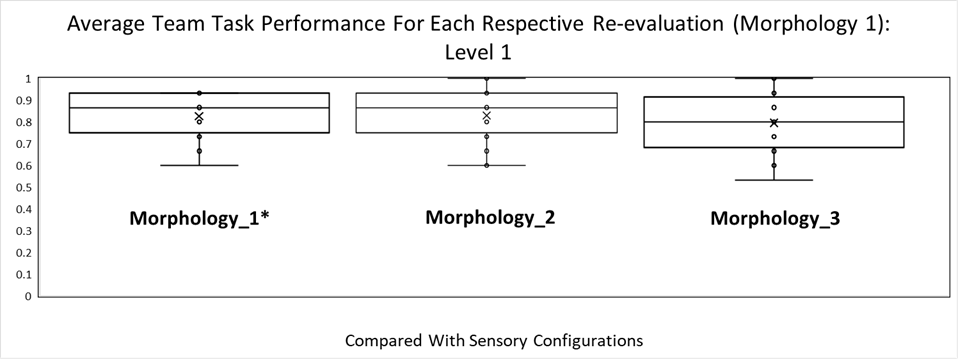 Average Team Task Performance For Each Respective Re-evaluation (Morphology 1):
Level 1
1
0.9
0.8
0.7
0.6
0.5
0.4
0.3
0.2
0.1
0
Morphology_1*
Morphology_2
Morphology_3
Compared With Sensory Configurations